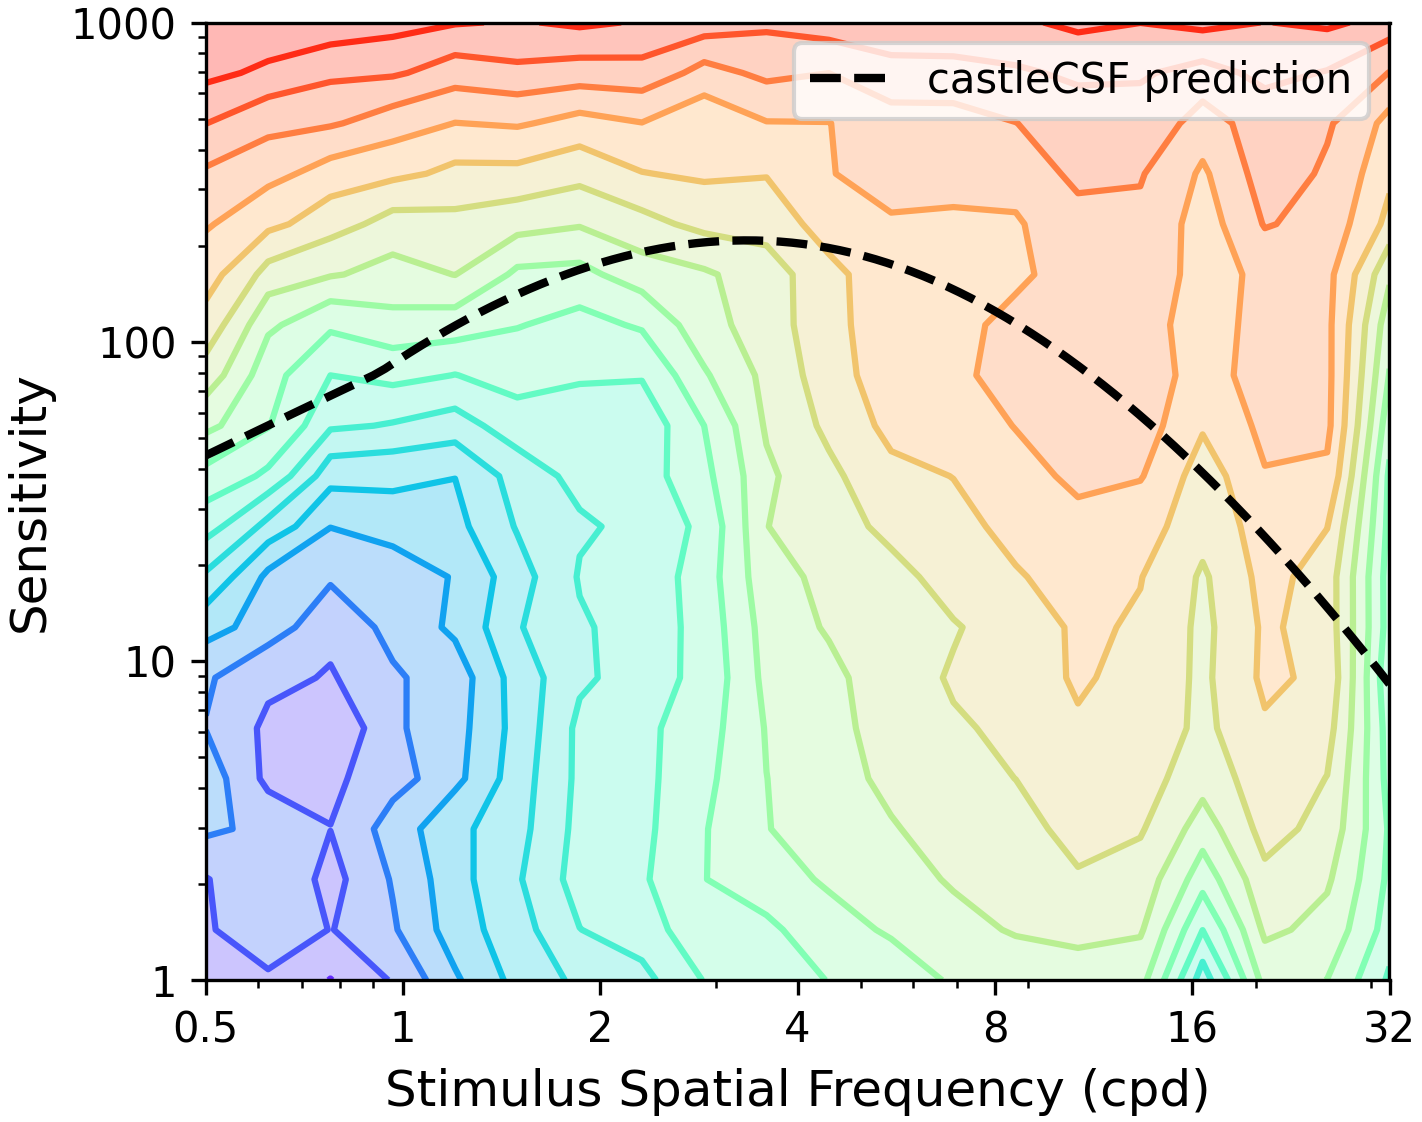 1000
castleCSF prediction
100
Sensitivity
10
1
0.5 1 2 4 8 16 32
Stimulus Spatial Frequency (cpd)